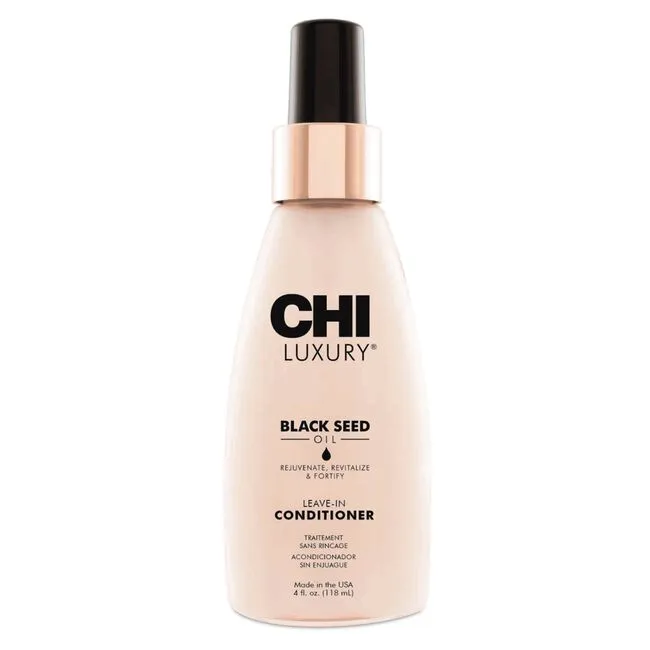 CHI
LUXURY®
BLACK SEED
OIL
REJUVENATE, REVITALIZE
& FORTIFY
LEAVE-IN
CONDITIONER
TRAITEMENT
SANS RINCAGE
ACONDICIONADOR
SIN ENJUAGUE
Made in the USA
4 fl. oz. (118 mL)